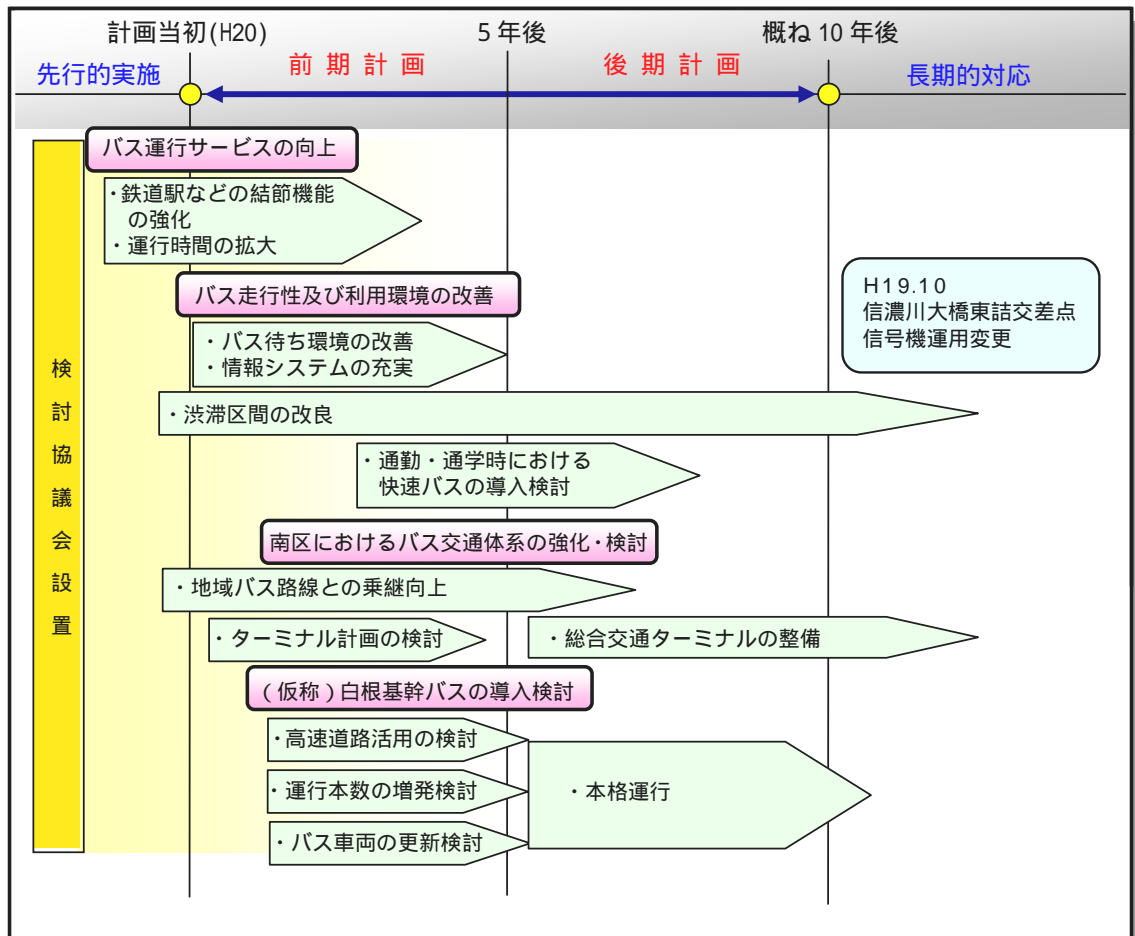 計画当初(H20)
5年後
概ね10年後
先行的実施
前期計画
後期計画
長期的対応
検討協議会設置
バス運行サービスの向上
・鉄道駅などの結節機能
の強化
・運行時間の拡大
バス走行性及び利用環境の改善
・バス待ち環境の改善
・情報システムの充実
H19.10
信濃川大橋東詰交差点
信号機運用変更
・渋滞区間の改良
・通勤・通学時における
快速バスの導入検討
南区におけるバス交通体系の強化・検討
・地域バス路線との乗継向上
・ターミナル計画の検討
・総合交通ターミナルの整備
(仮称)白根基幹バスの導入検討
・高速道路活用の検討
・運行本数の増発検討
・本格運行
・バス車両の更新検討